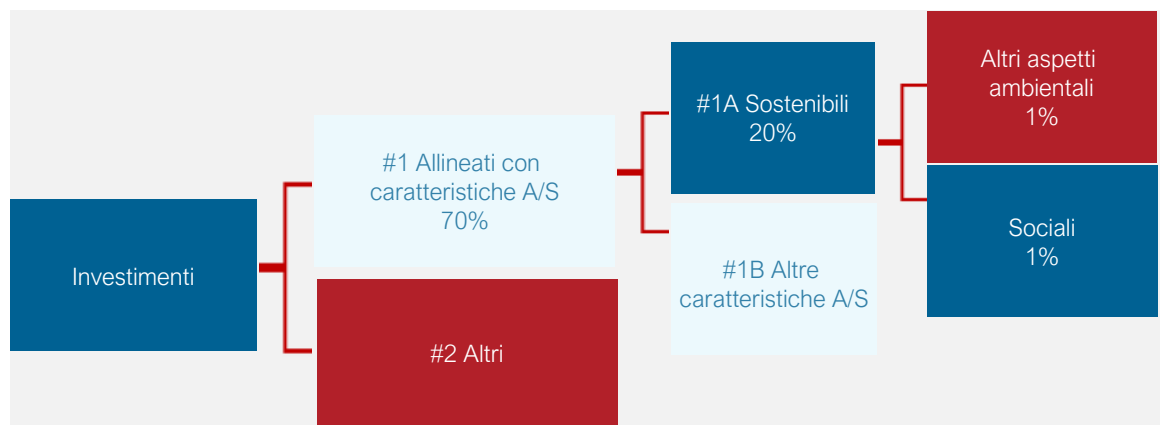 Investimenti
#1 Allineati con
caratteristiche A/S
70%
#2 Altri
#1A Sostenibili
20%
#1B Altre
caratteristiche A/S
Altri aspetti
ambientali
1%
Sociali
1%